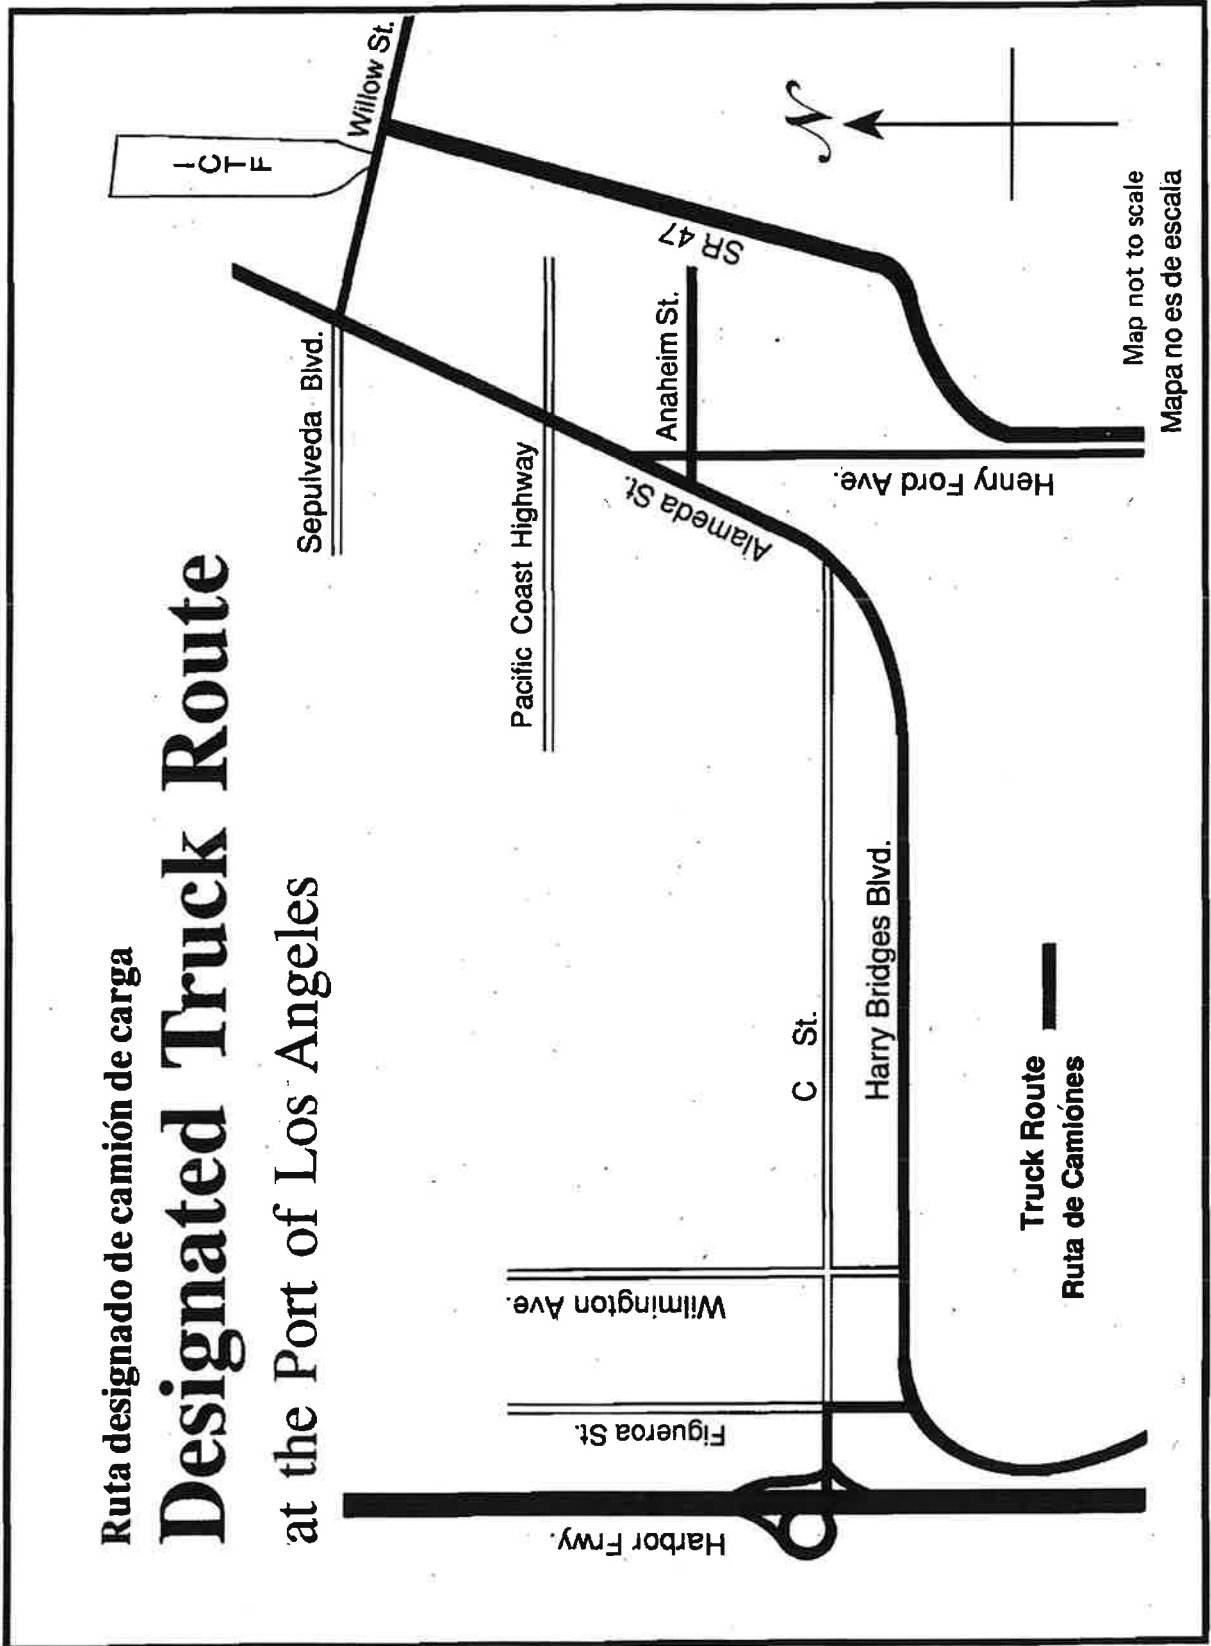 Ruta designado de camión de carga
Designated Truck Route
at the Port of Los Angeles
I
C
T
F
Willow St.
Sepulveda Blvd.
Pacific Coast Highway
SR 47
Anaheim St.
Alameda St.
Henry Ford Ave.
N
Harbor Frwy.
Figueroa St.
Wilmington Ave.
C St.
Harry Bridges Blvd.
Truck Route
Ruta de Camiónes
Map not to scale
Mapa no es de escala